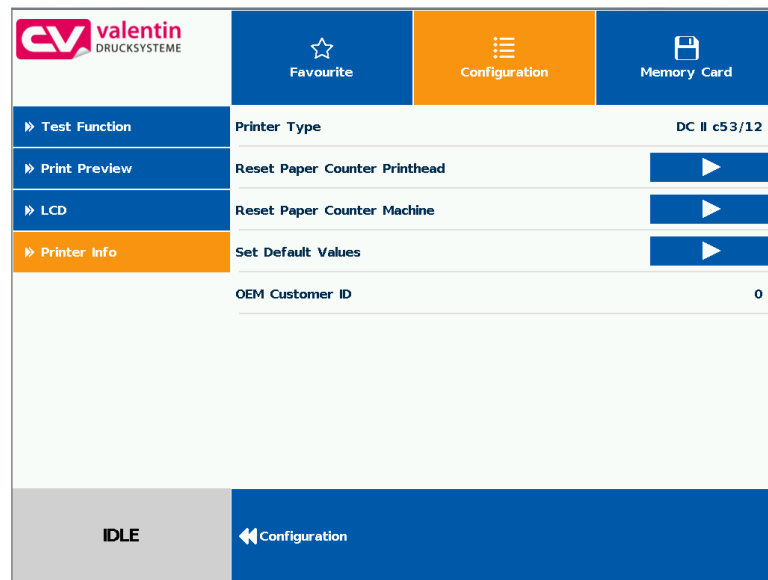 CV valentin
DRUCKSYSTEME
Favourite
Configuration
Memory Card
Test Function
Print Preview
LCD
Printer Info
Printer Type DC II c53/12
Reset Paper Counter Printhead
Reset Paper Counter Machine
Set Default Values
OEM Customer ID 0
IDLE
Configuration